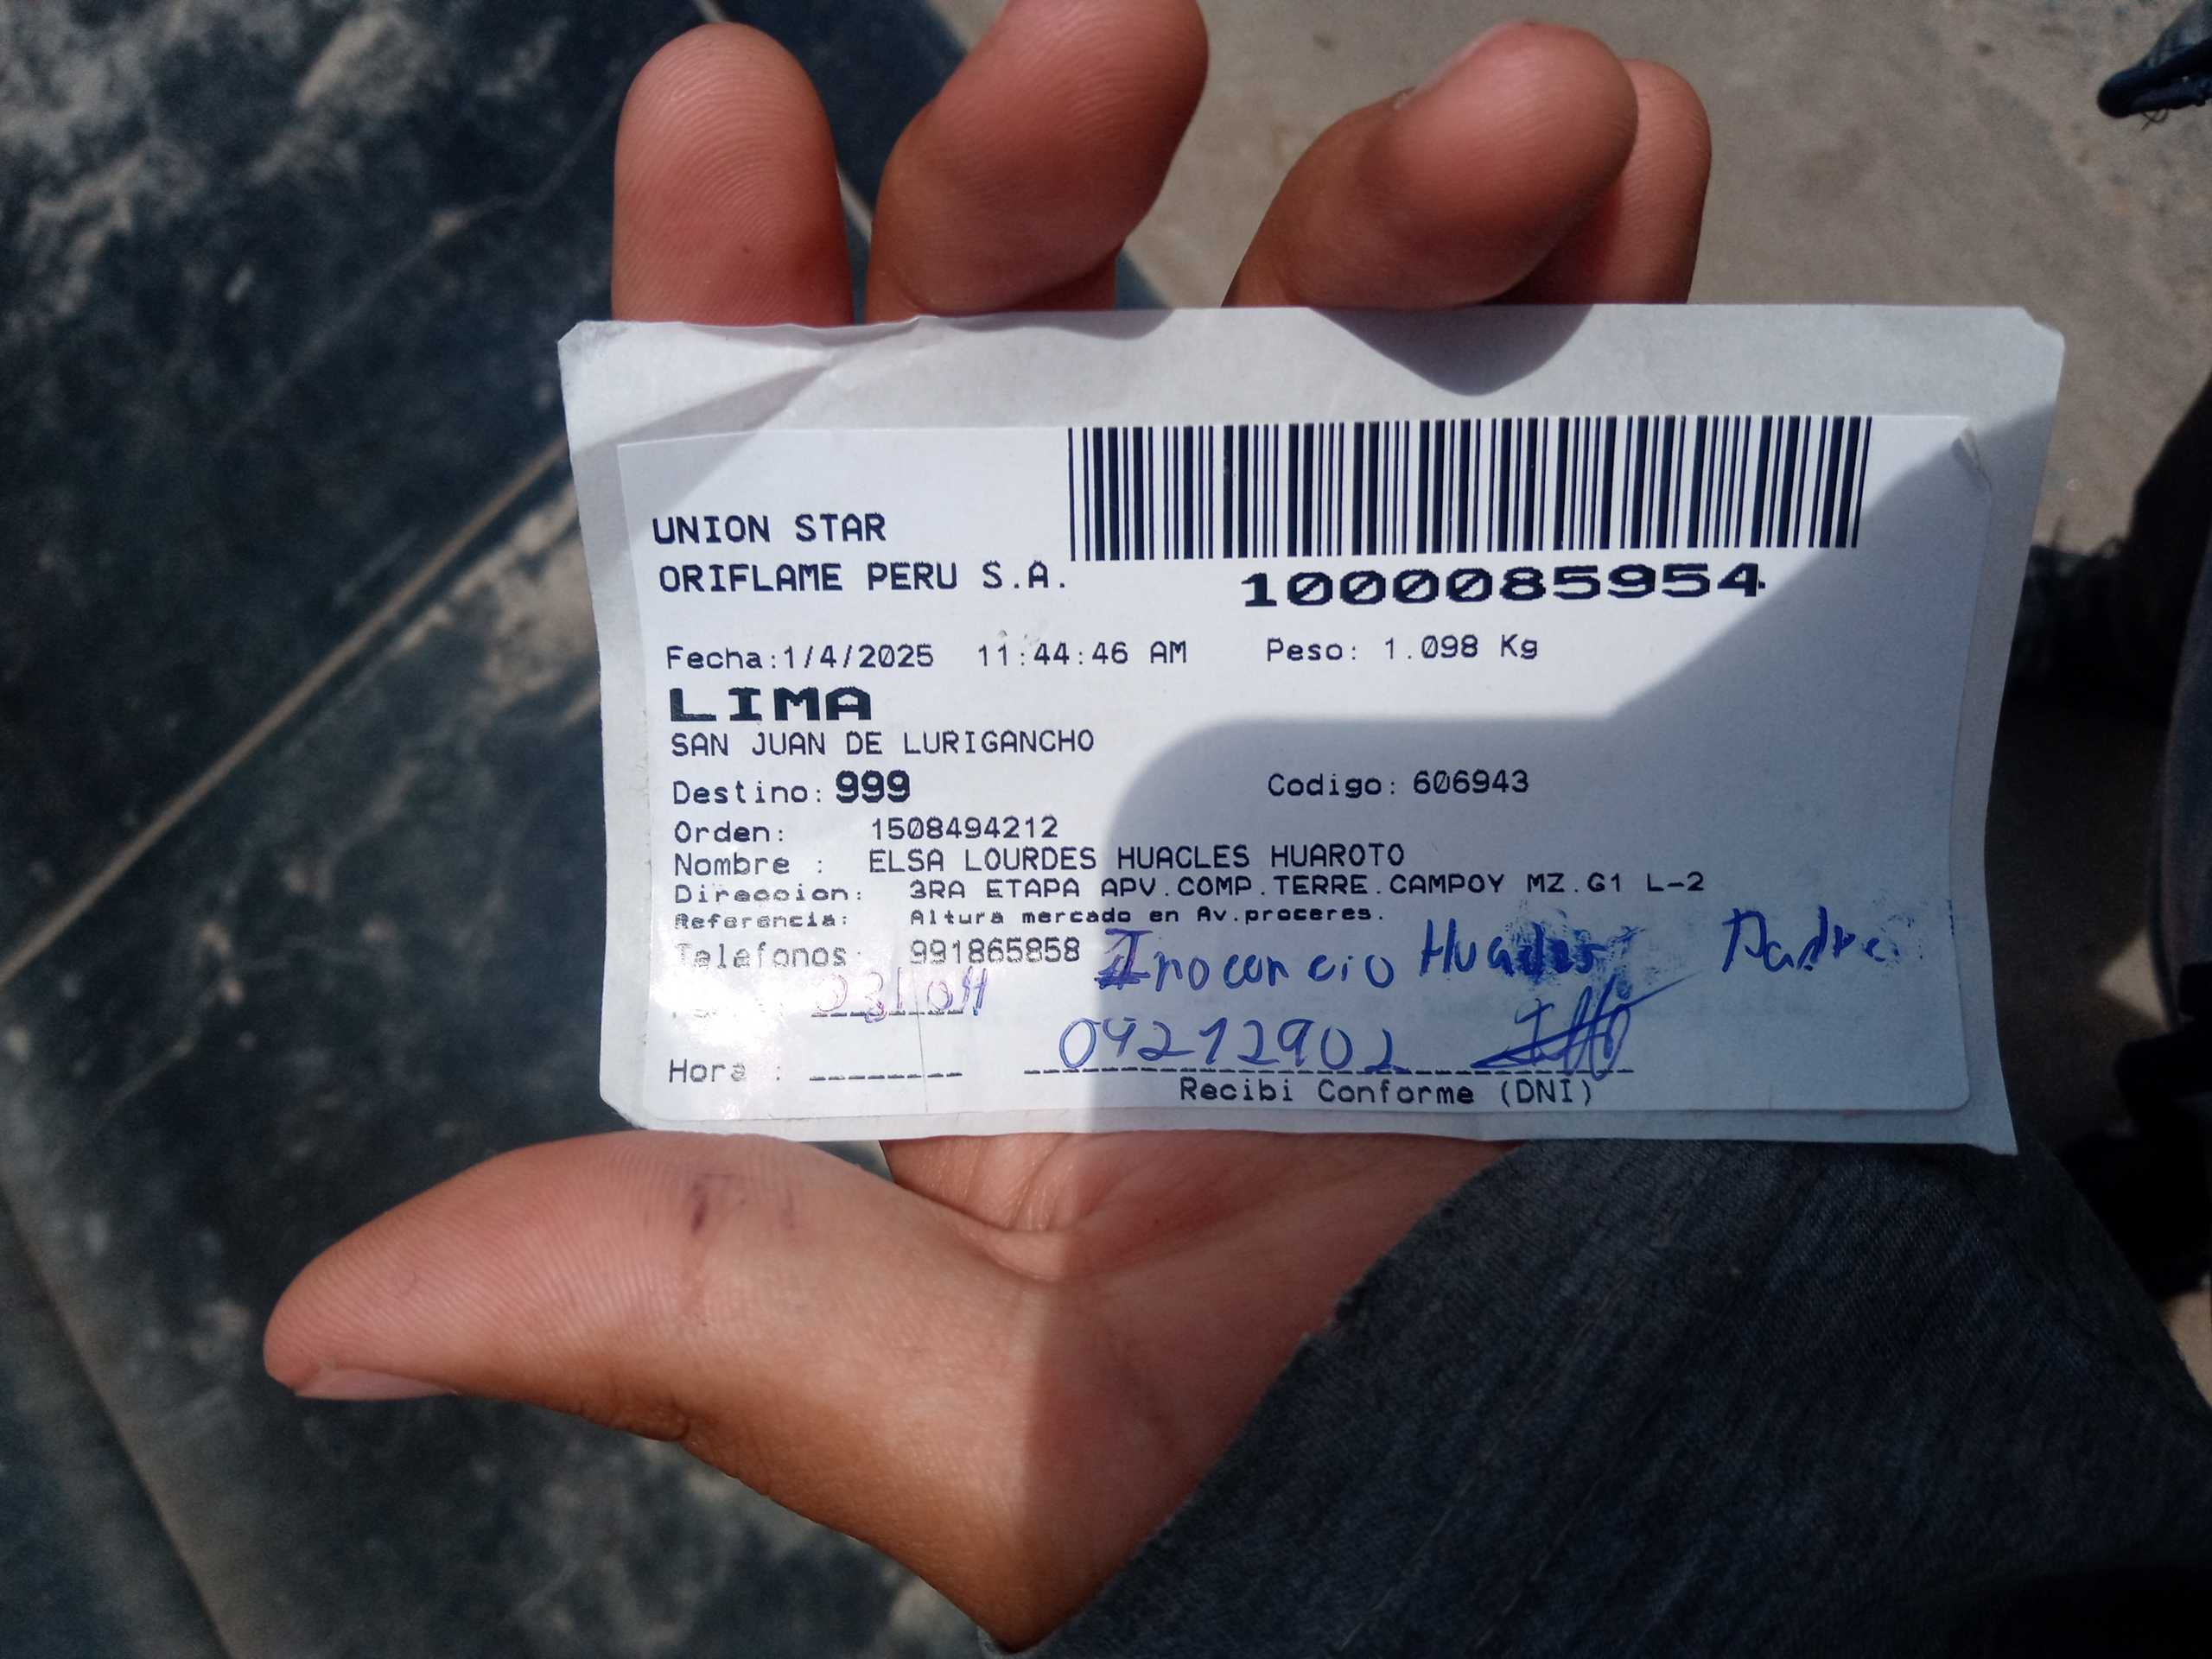 UNION STAR
ORIFLAME PERU S.A.
1000085954
Fecha:1/4/2025 11:44:46 AM Peso: 1.098 Kg
LIMA
SAN JUAN DE LURIGANCHO
Destino: 999 Codigo: 606943
Orden: 1508494212
Nombre : ELSA LOURDES HUACLES HUAROTO
Direccion: 3RA ETAPA APV.COMP.TERRE.CAMPOY MZ.G1 L-2
Referencia: Altura mercado en Av.proceres.
Telefonos: 991865858
Inocencio Huacles Padre
03/04
09272902
Hora :
Recibi Conforme (DNI)